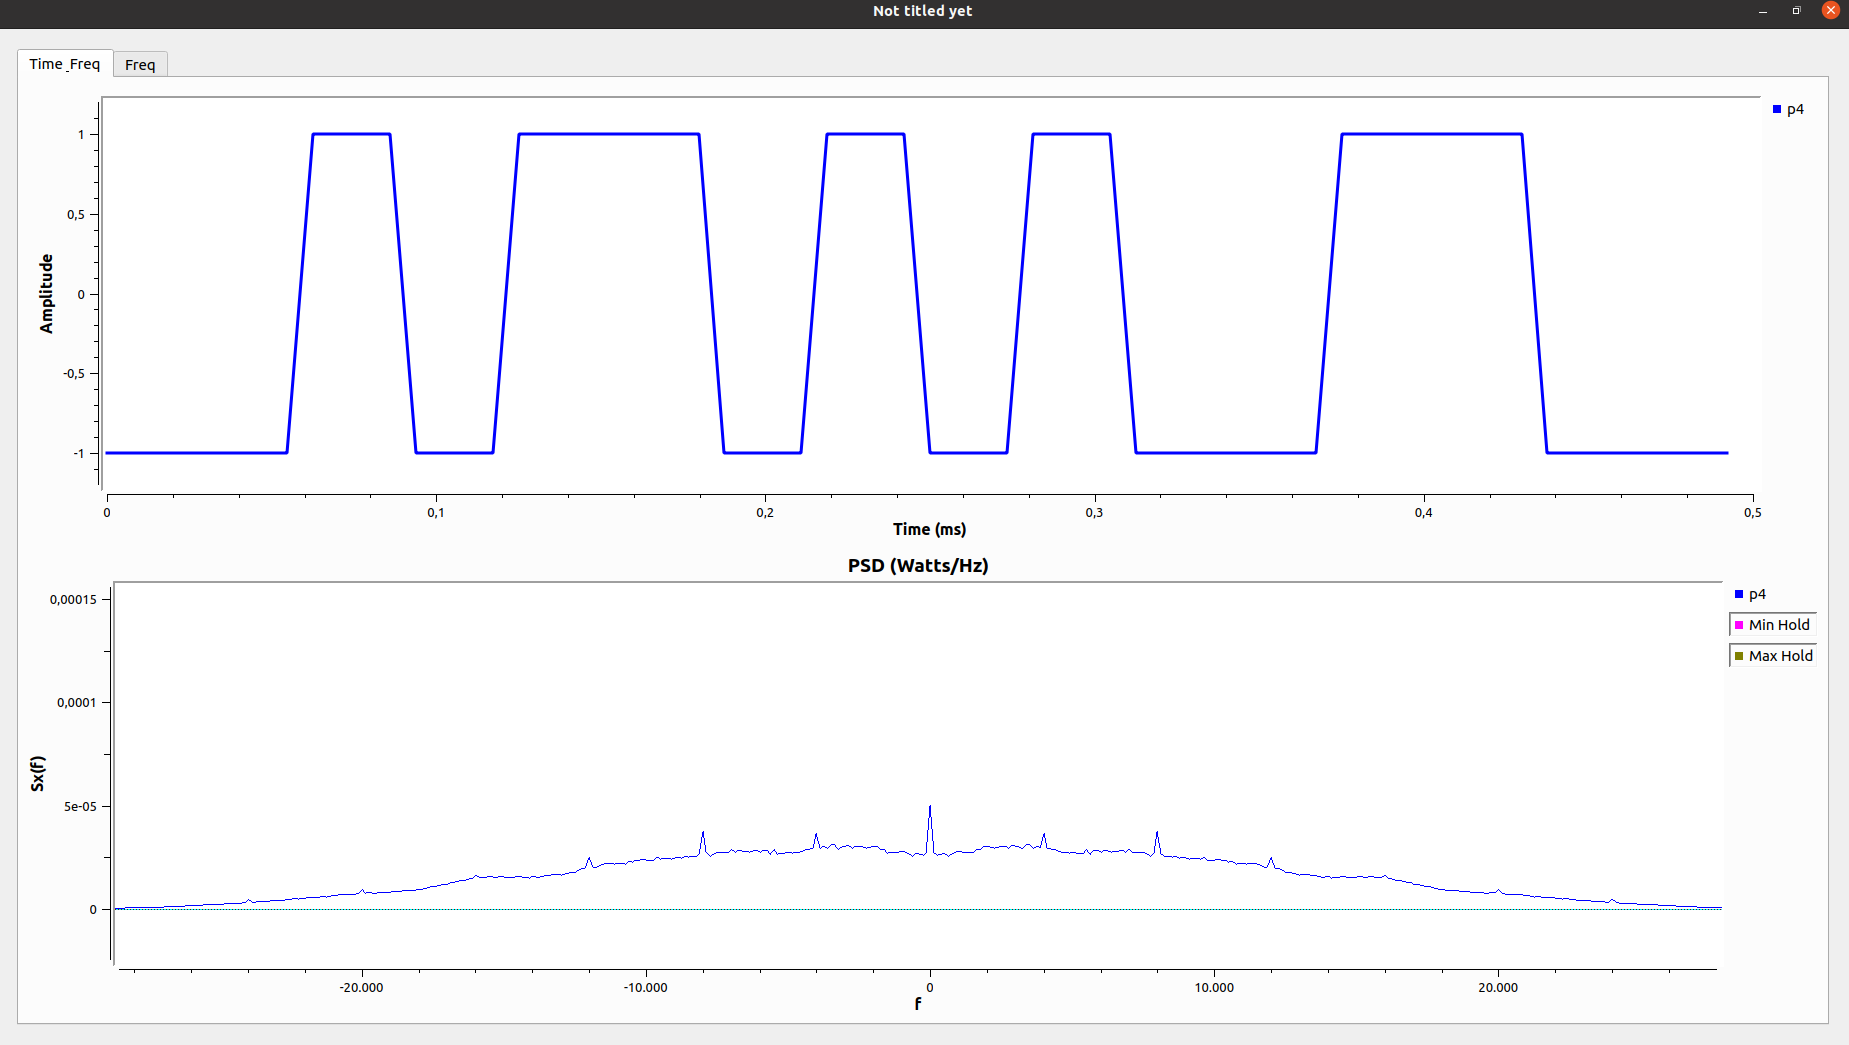 Not titled yet
Time_Freq
Freq
p4
1
0,5
0
-0,5
-1
Amplitude
0
0,1
0,2
0,3
0,4
0,5
Time (ms)
PSD (Watts/Hz)
p4
Min Hold
Max Hold
0,00015
0,0001
5e-05
0
Sx(f)
-20.000
-10.000
0
10.000
20.000
f